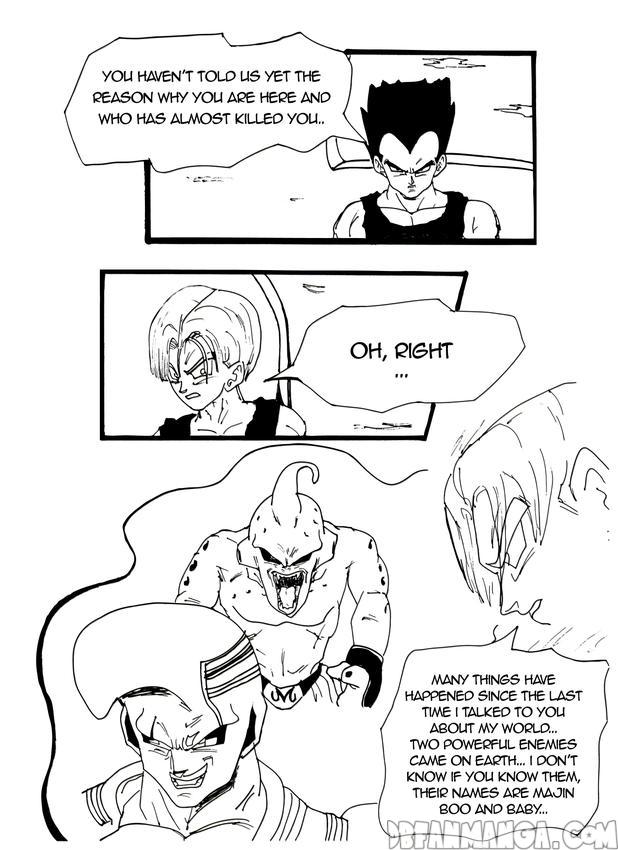 YOU HAVEN'T TOLD US YET THE
REASON WHY YOU ARE HERE AND
WHO HAS ALMOST KILLED YOU..
OH, RIGHT
...
MANY THINGS HAVE
HAPPENED SINCE THE LAST
TIME I TALKED TO YOU
ABOUT MY WORLD...
TWO POWERFUL ENEMIES
CAME ON EARTH... I DON'T
KNOW IF YOU KNOW THEM,
THEIR NAMES ARE MAJIN
BOO AND BABY...
DBFANMANGA.COM